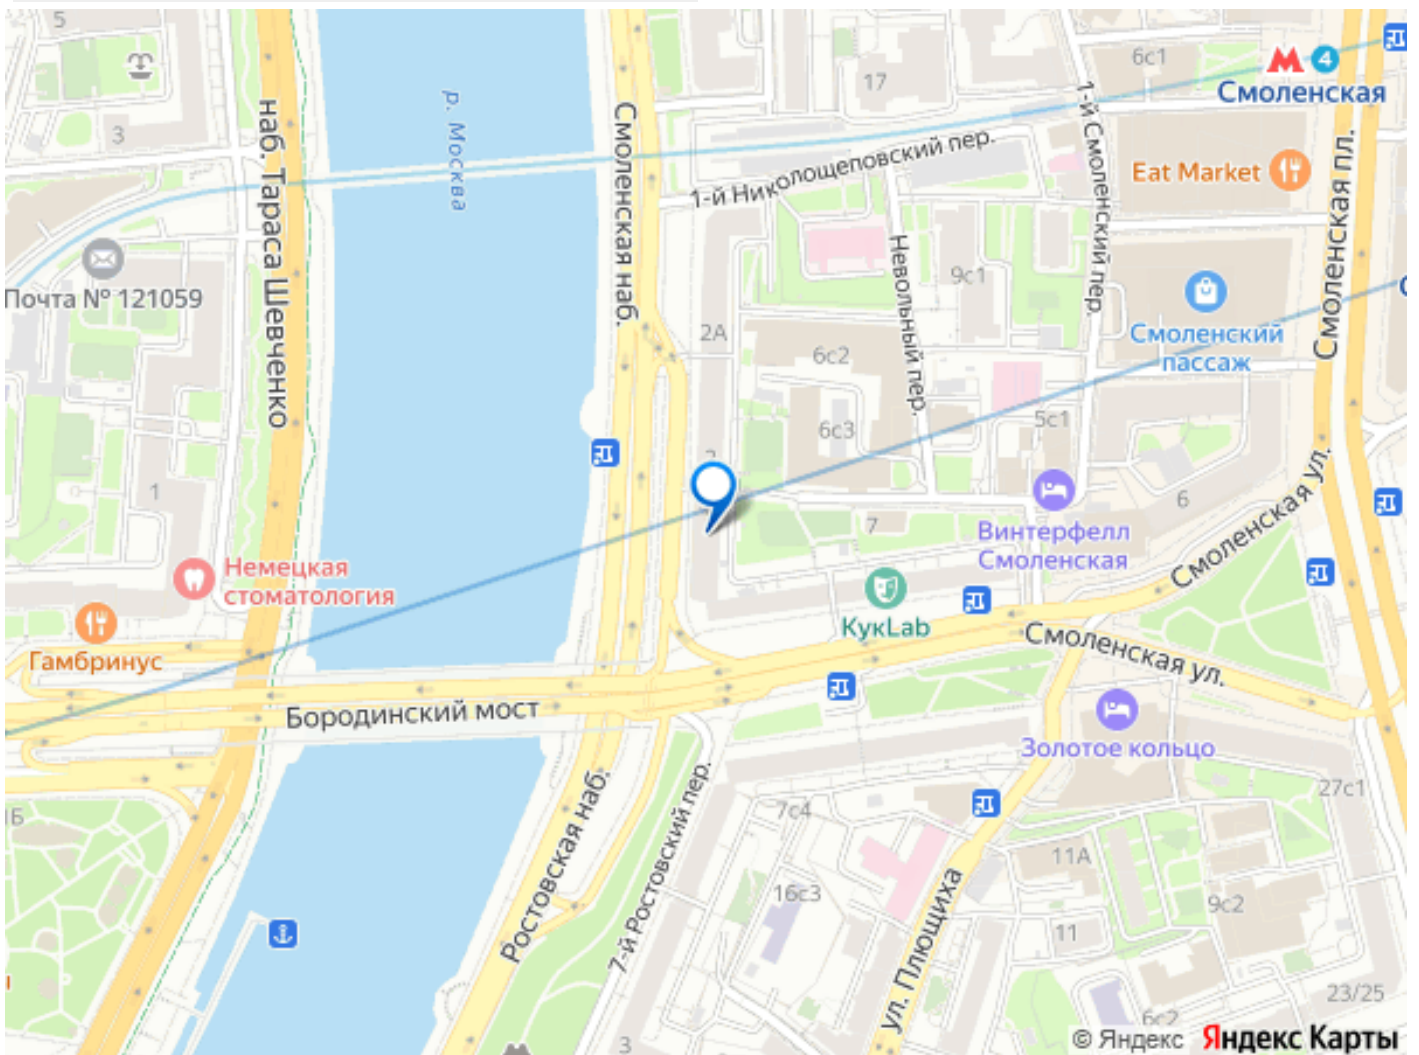 5
6с1
4
Смоленская
17
3
наб. Тараса Шевченко
р. Москва
Смоленская наб.
1-й Николощеповский пер.
1-й Смоленский пер.
Eat Market
Смоленская пл.
Почта № 121059
Невольный пер.
9с1
2А
6с2
Смоленский
пассаж
6с3
5с1
1
7
6
Винтерфелл
Смоленская
Смоленская ул.
Немецкая
стоматология
КукLab
Гамбринус
Смоленская ул.
Бородинский мост
Золотое кольцо
27с1
1Б
7с4
Ростовская наб.
7-й Ростовский пер.
11А
16с3
ул. Плющиха
9с2
11
23/25
6с2
3
© Яндекс Яндекс Карты